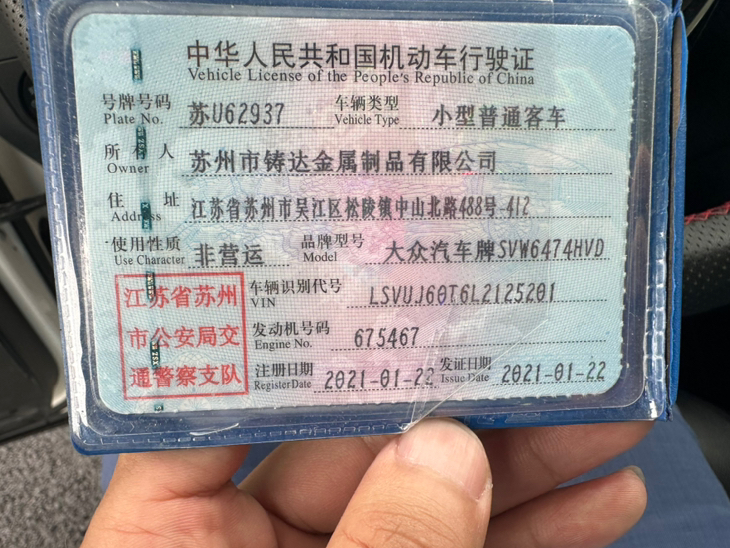 中华人民共和国机动车行驶证
Vehicle License of the People's Republic of China
号牌号码 苏U62937 车辆类型 小型普通客车
Plate No. Vehicle Type
所有人 苏州市铸达金属制品有限公司
Owner
住址 江苏省苏州市吴江区松陵镇中山北路488号-412
Address
使用性质 非营运 品牌型号 大众汽车牌SVW6474HVD
Use Character Model
江苏省苏州
市公安局交
通警察支队
车辆识别代号 LSVUJ60T6L2125201
VIN
发动机号码 675467
Engine No.
注册日期 2021-01-22 发证日期 2021-01-22
Register Date Issue Date